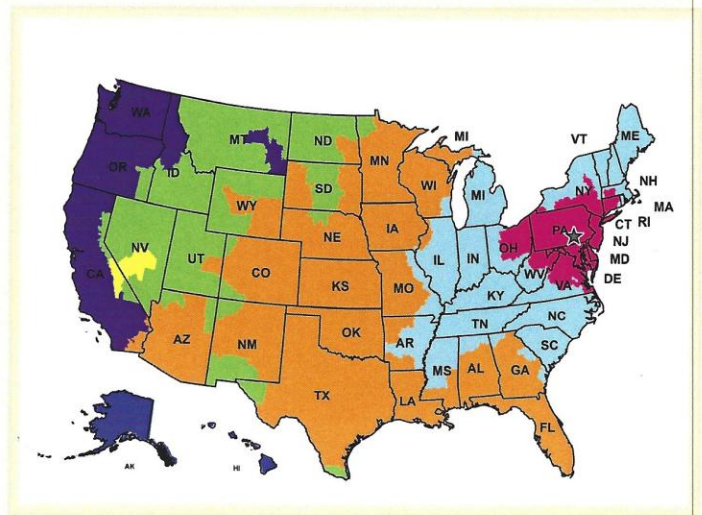 WA
MT
ND
MN
MI
VT
ME
OR
ID
SD
WI
MI
NY
NH
MA
WY
IA
PA
CT RI
NJ
NE
OH
MD
NV
UT
IL
IN
WV
DE
CA
CO
KS
MO
KY
VA
NC
TN
AZ
NM
OK
AR
SC
MS
AL
GA
TX
LA
FL
AK
HI